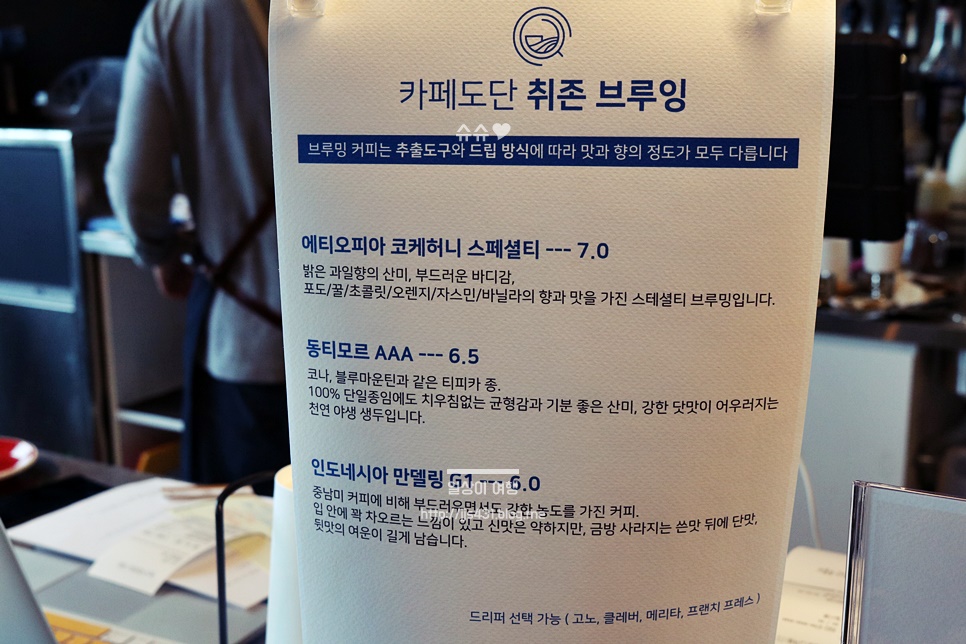 카페도단 취존 브루잉
슈슈♥
브루밍 커피는 추출도구와 드립 방식에 따라 맛과 향의 정도가 모두 다릅니다
에티오피아 코케허니 스페셜티 --- 7.0
밝은 과일향의 산미, 부드러운 바디감,
포도/꿀/초콜릿/오렌지/자스민/바닐라의 향과 맛을 가진 스테셜티 브루밍입니다.
동티모르 AAA --- 6.5
코나, 블루마운틴과 같은 티피카 종.
100% 단일종임에도 치우침없는 균형감과 기분 좋은 산미, 강한 단맛이 어우러지는
천연 야생 생두입니다.
인도네시아 만델링 G1 --- 6.0
일상이 여행
중남미 커피에 비해 부드러우면서도 강한 농도를 가진 커피.
입 안에 꽉 차오르는 느낌이 있고 신맛은 약하지만, 금방 사라지는 쓴맛 뒤에 단맛,
뒷맛의 여운이 길게 남습니다.
드리퍼 선택 가능 ( 고노, 클레버, 메리타, 프랜치 프레스 )